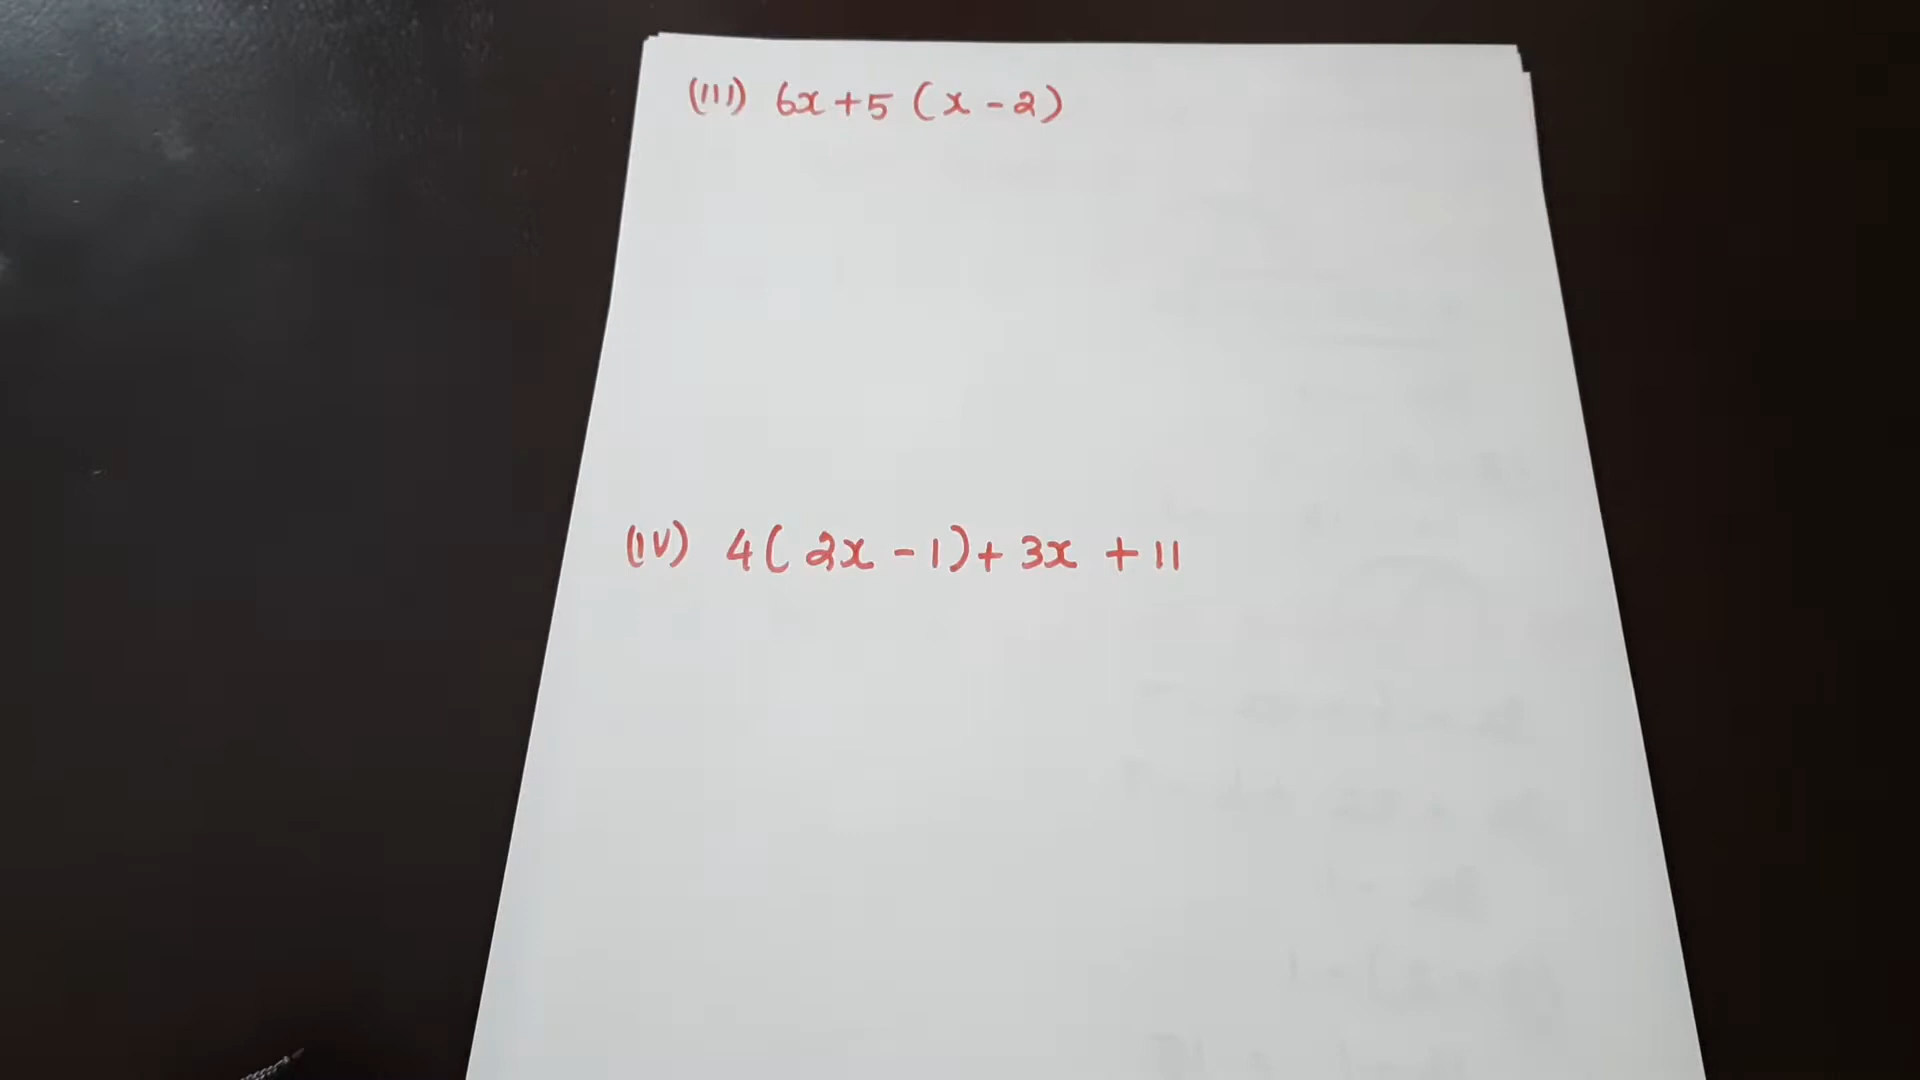 (III) 6x + 5 (x - 2)
(IV) 4(2x - 1) + 3x + 11